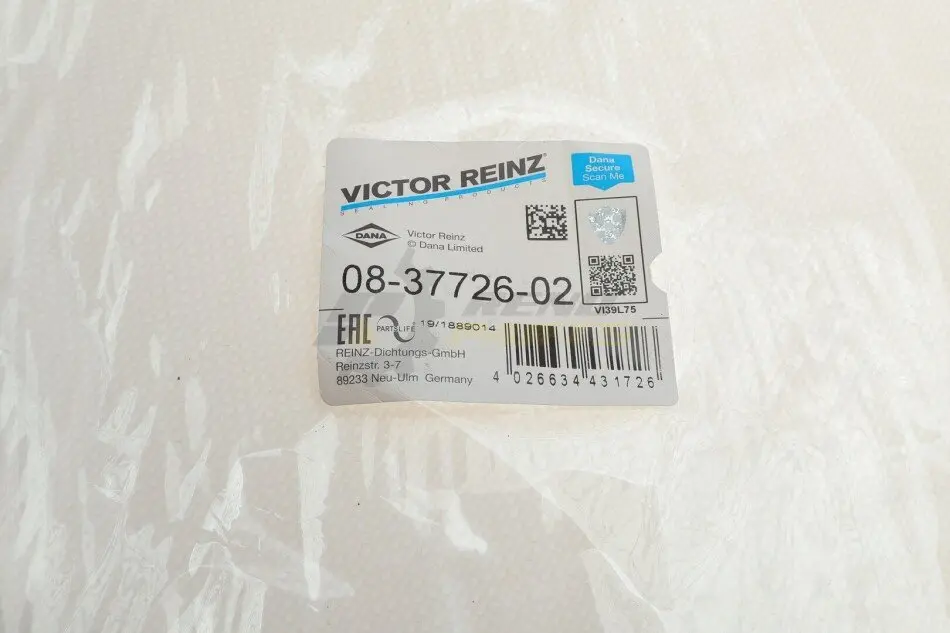 VICTOR REINZ
SEALING PRODUCTS
Dana
Secure
Scan Me
DANA
Victor Reinz
© Dana Limited
08-37726-02
VI39L75
EAC
PARTSLIFE
19/1889014
REINZ-Dichtungs-GmbH
Reinzstr. 3-7
89233 Neu-Ulm Germany
4 026634 431726